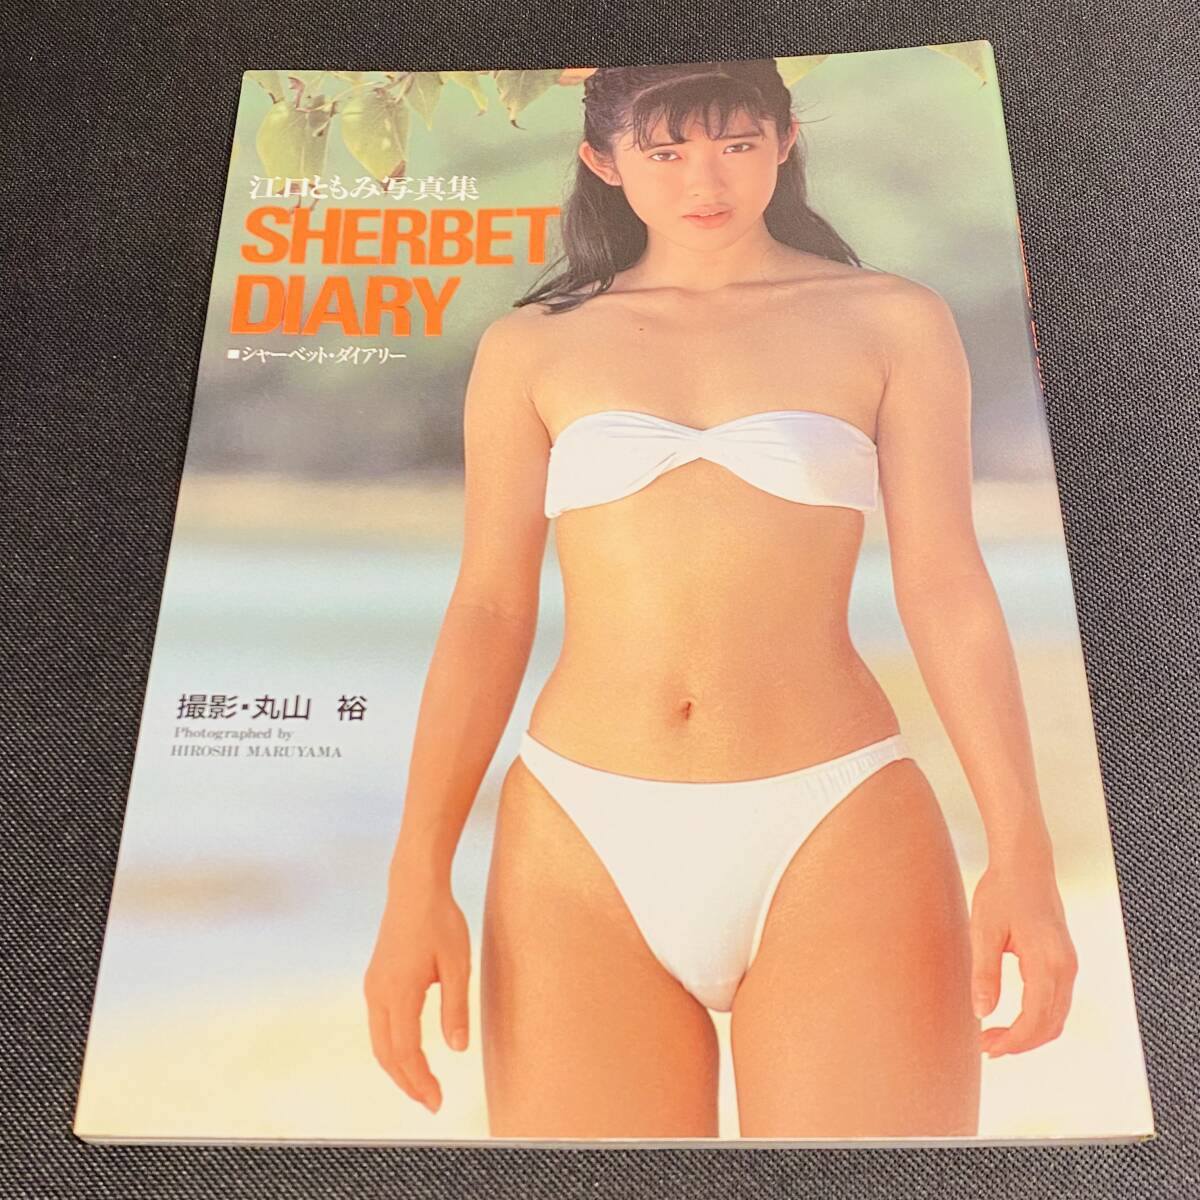 江口ともみ写真集
SHERBET
DIARY
■シャーベット・ダイアリー
撮影・丸山 裕
Photographed by
HIROSHI MARUYAMA